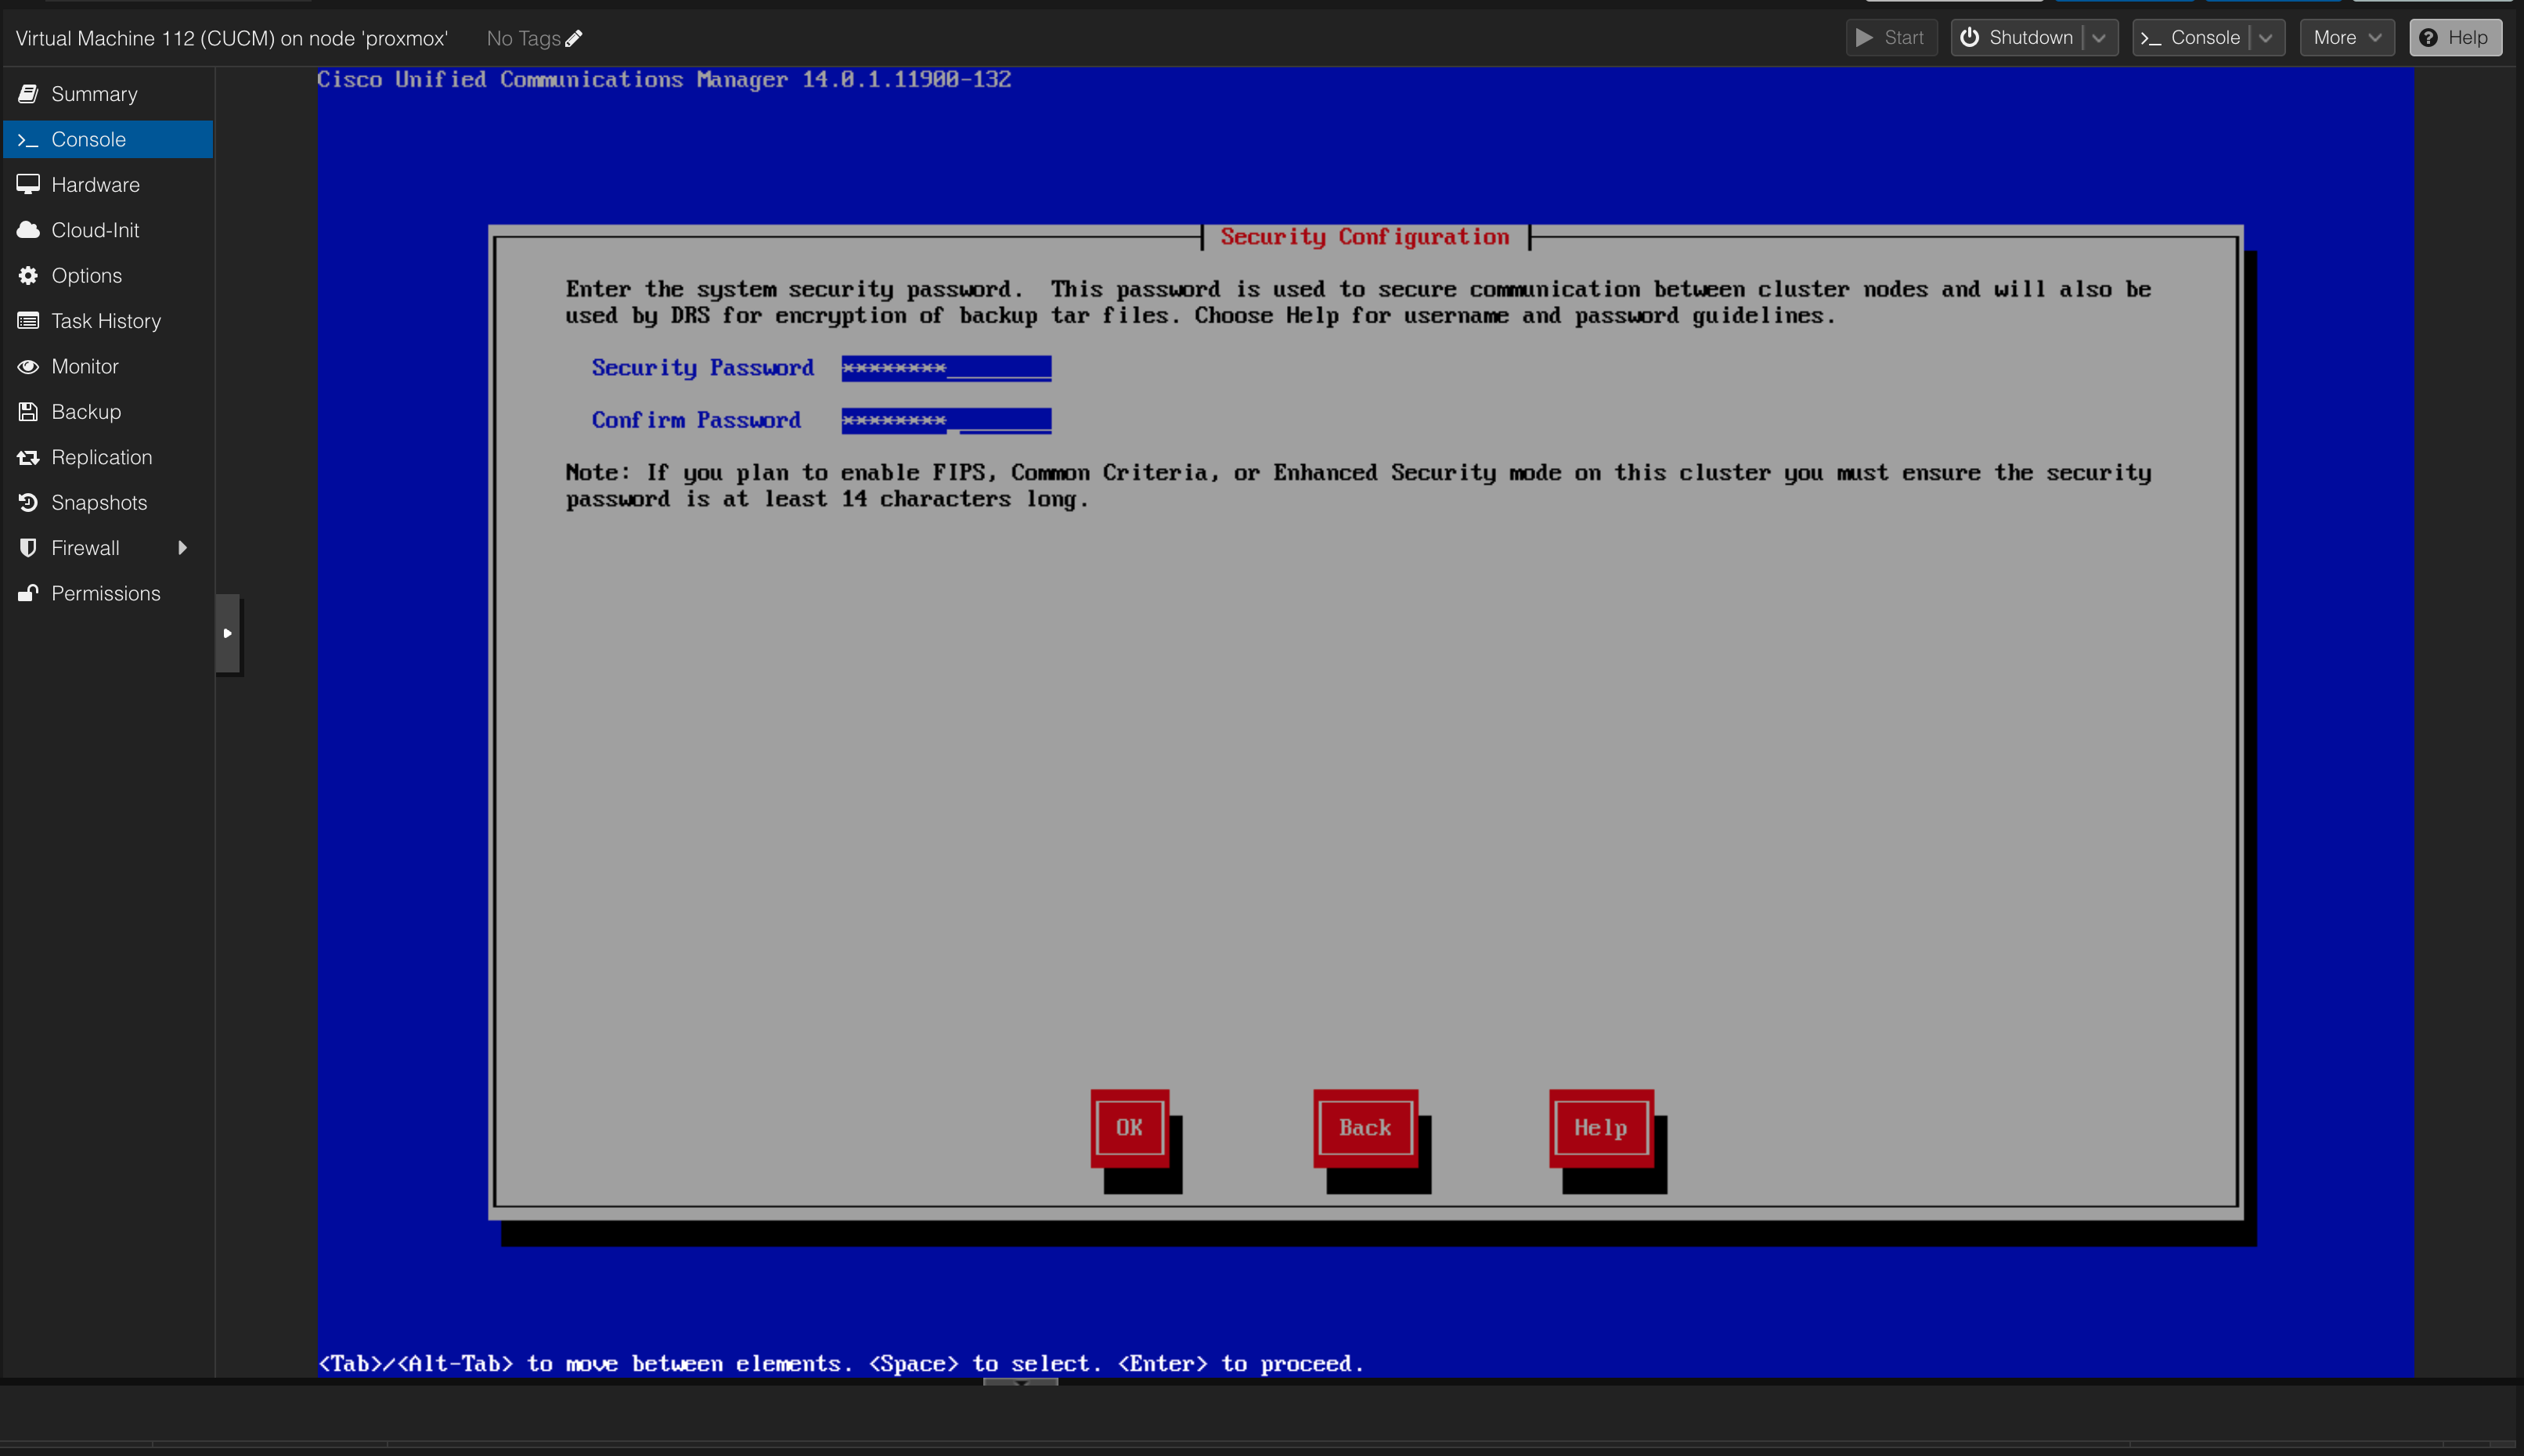 Virtual Machine 112 (CUCM) on node 'proxmox' No Tags Start Shutdown Console More Help
Summary
Console
Hardware
Cloud-Init
Options
Task History
Monitor
Backup
Replication
Snapshots
Firewall
Permissions
Cisco Unified Communications Manager 14.0.1.11900-132
Security Configuration
Enter the system security password.  This password is used to secure communication between cluster nodes and will also be
used by DRS for encryption of backup tar files. Choose Help for username and password guidelines.
Security Password ********________
Confirm Password ********________
Note: If you plan to enable FIPS, Common Criteria, or Enhanced Security mode on this cluster you must ensure the security
password is at least 14 characters long.
OK Back Help
<Tab>/<Alt-Tab> to move between elements. <Space> to select. <Enter> to proceed.